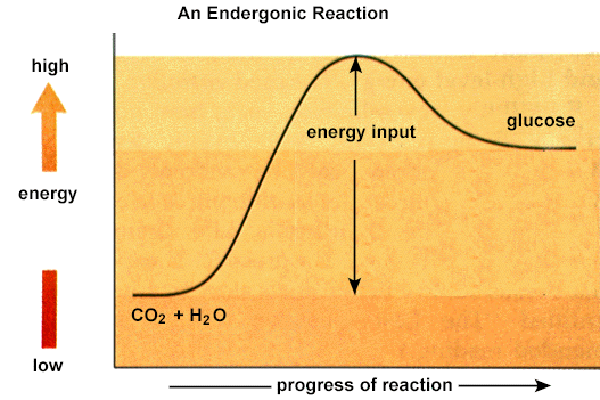 An Endergonic Reaction
high
energy
low
energy input
glucose
CO₂ + H₂O
progress of reaction